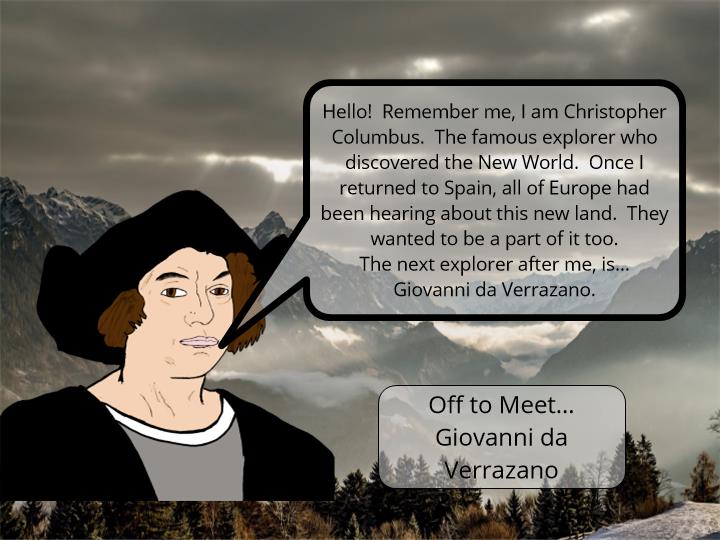 Hello!  Remember me, I am Christopher
Columbus.  The famous explorer who
discovered the New World.  Once I
returned to Spain, all of Europe had
been hearing about this new land.  They
wanted to be a part of it too.
The next explorer after me, is...
Giovanni da Verrazano.
Off to Meet...
Giovanni da
Verrazano